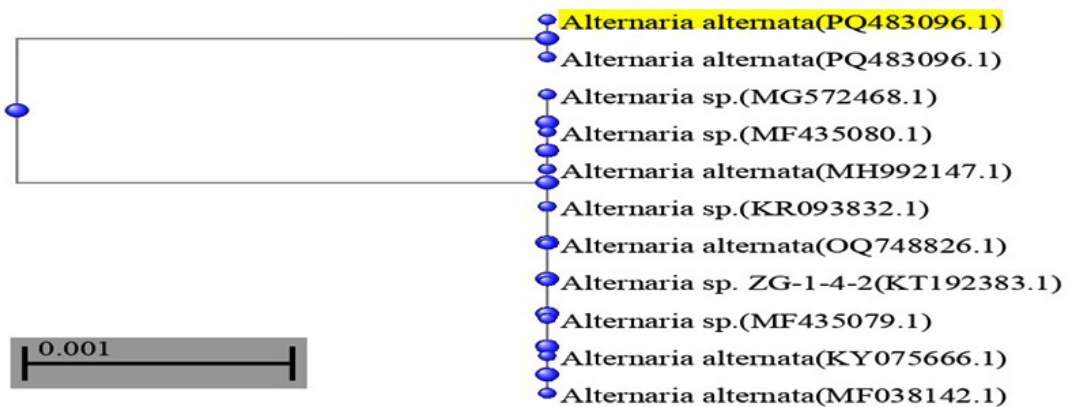 Alternaria alternata(PQ483096.1)
Alternaria alternata(PQ483096.1)
Alternaria sp.(MG572468.1)
Alternaria sp.(MF435080.1)
Alternaria alternata(MH992147.1)
Alternaria sp.(KR093832.1)
Alternaria alternata(OQ748826.1)
Alternaria sp. ZG-1-4-2(KT192383.1)
Alternaria sp.(MF435079.1)
Alternaria alternata(KY075666.1)
Alternaria alternata(MF038142.1)
0.001